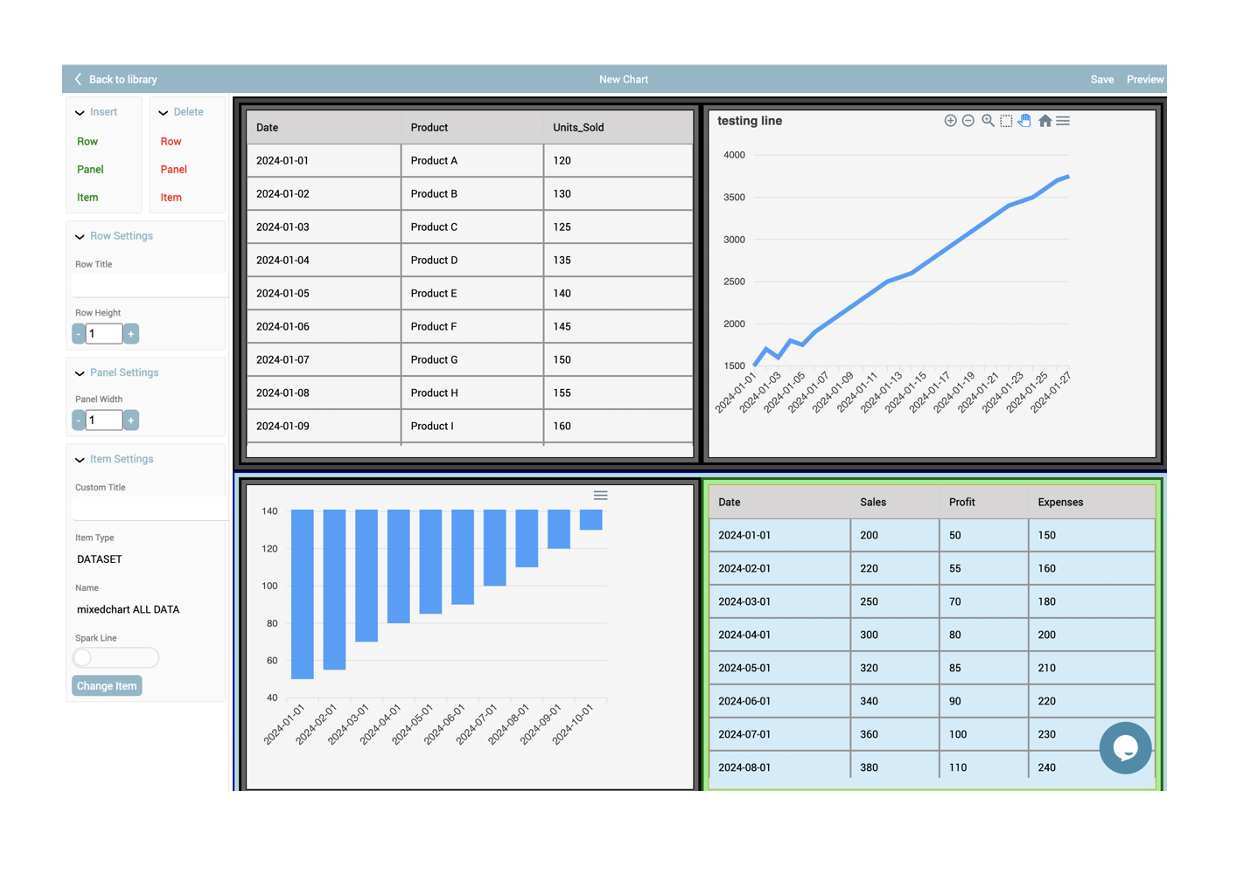 Back to library New Chart Save Preview
Insert Delete
Row Row
Panel Panel
Item Item
Row Settings
Row Title
Row Height
- 1 +
Panel Settings
Panel Width
- 1 +
Item Settings
Custom Title
Item Type
DATASET
Name
mixedchart ALL DATA
Spark Line
Change Item
Date Product Units_Sold
2024-01-01 Product A 120
2024-01-02 Product B 130
2024-01-03 Product C 125
2024-01-04 Product D 135
2024-01-05 Product E 140
2024-01-06 Product F 145
2024-01-07 Product G 150
2024-01-08 Product H 155
2024-01-09 Product I 160
testing line
4000
3500
3000
2500
2000
1500
2024-01-01 2024-01-03 2024-01-05 2024-01-07 2024-01-09 2024-01-11 2024-01-13 2024-01-15 2024-01-17 2024-01-19 2024-01-21 2024-01-23 2024-01-25 2024-01-27
140
120
100
80
60
40
2024-01-01 2024-02-01 2024-03-01 2024-04-01 2024-05-01 2024-06-01 2024-07-01 2024-08-01 2024-09-01 2024-10-01
Date Sales Profit Expenses
2024-01-01 200 50 150
2024-02-01 220 55 160
2024-03-01 250 70 180
2024-04-01 300 80 200
2024-05-01 320 85 210
2024-06-01 340 90 220
2024-07-01 360 100 230
2024-08-01 380 110 240